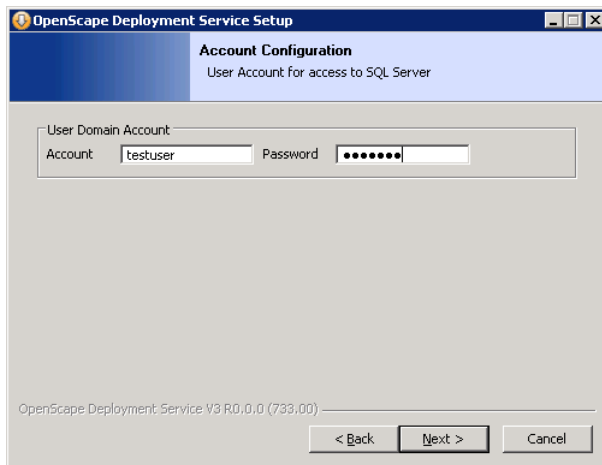 OpenScape Deployment Service Setup
Account Configuration
User Account for access to SQL Server
User Domain Account
Account testuser Password ●●●●●●●
OpenScape Deployment Service V3 R0.0.0 (733.00)
< Back Next > Cancel